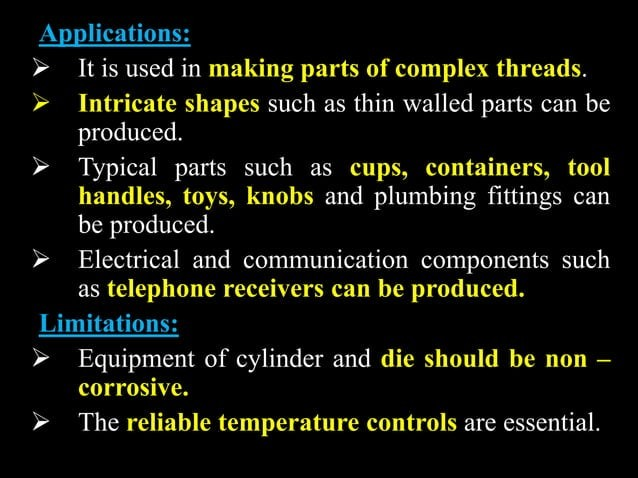 Applications:
➢ It is used in making parts of complex threads.
➢ Intricate shapes such as thin walled parts can be
produced.
➢ Typical parts such as cups, containers, tool
handles, toys, knobs and plumbing fittings can
be produced.
➢ Electrical and communication components such
as telephone receivers can be produced.
Limitations:
➢ Equipment of cylinder and die should be non –
corrosive.
➢ The reliable temperature controls are essential.